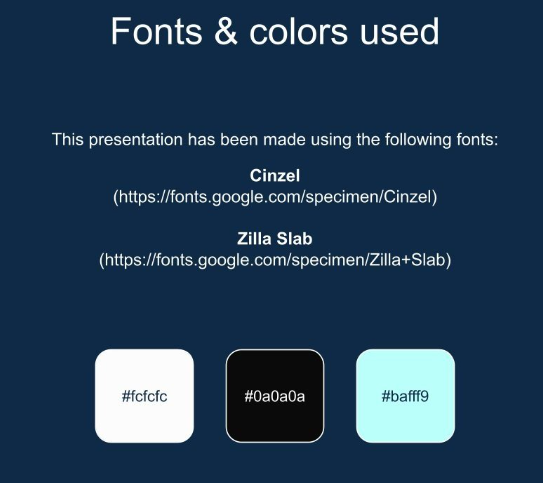 Fonts & colors used
This presentation has been made using the following fonts:
Cinzel
(https://fonts.google.com/specimen/Cinzel)
Zilla Slab
(https://fonts.google.com/specimen/Zilla+Slab)
#fcfcfc
#0a0a0a
#bafff9